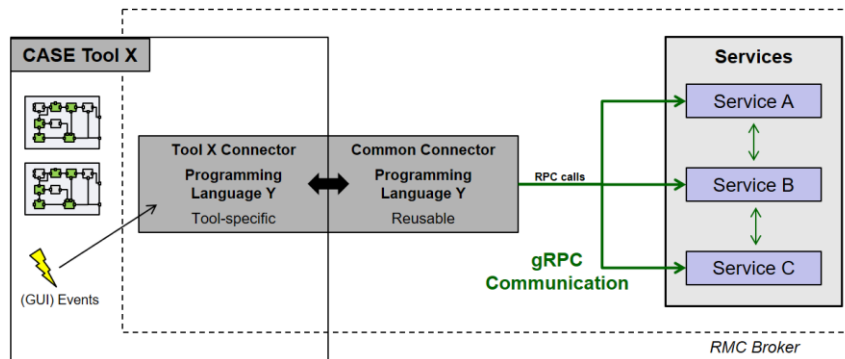 CASE Tool X
Services
Service A
Tool X Connector
Programming
Language Y
Tool-specific
Common Connector
Programming
Language Y
Reusable
RPC calls
Service B
gRPC
Communication
Service C
(GUI) Events
RMC Broker